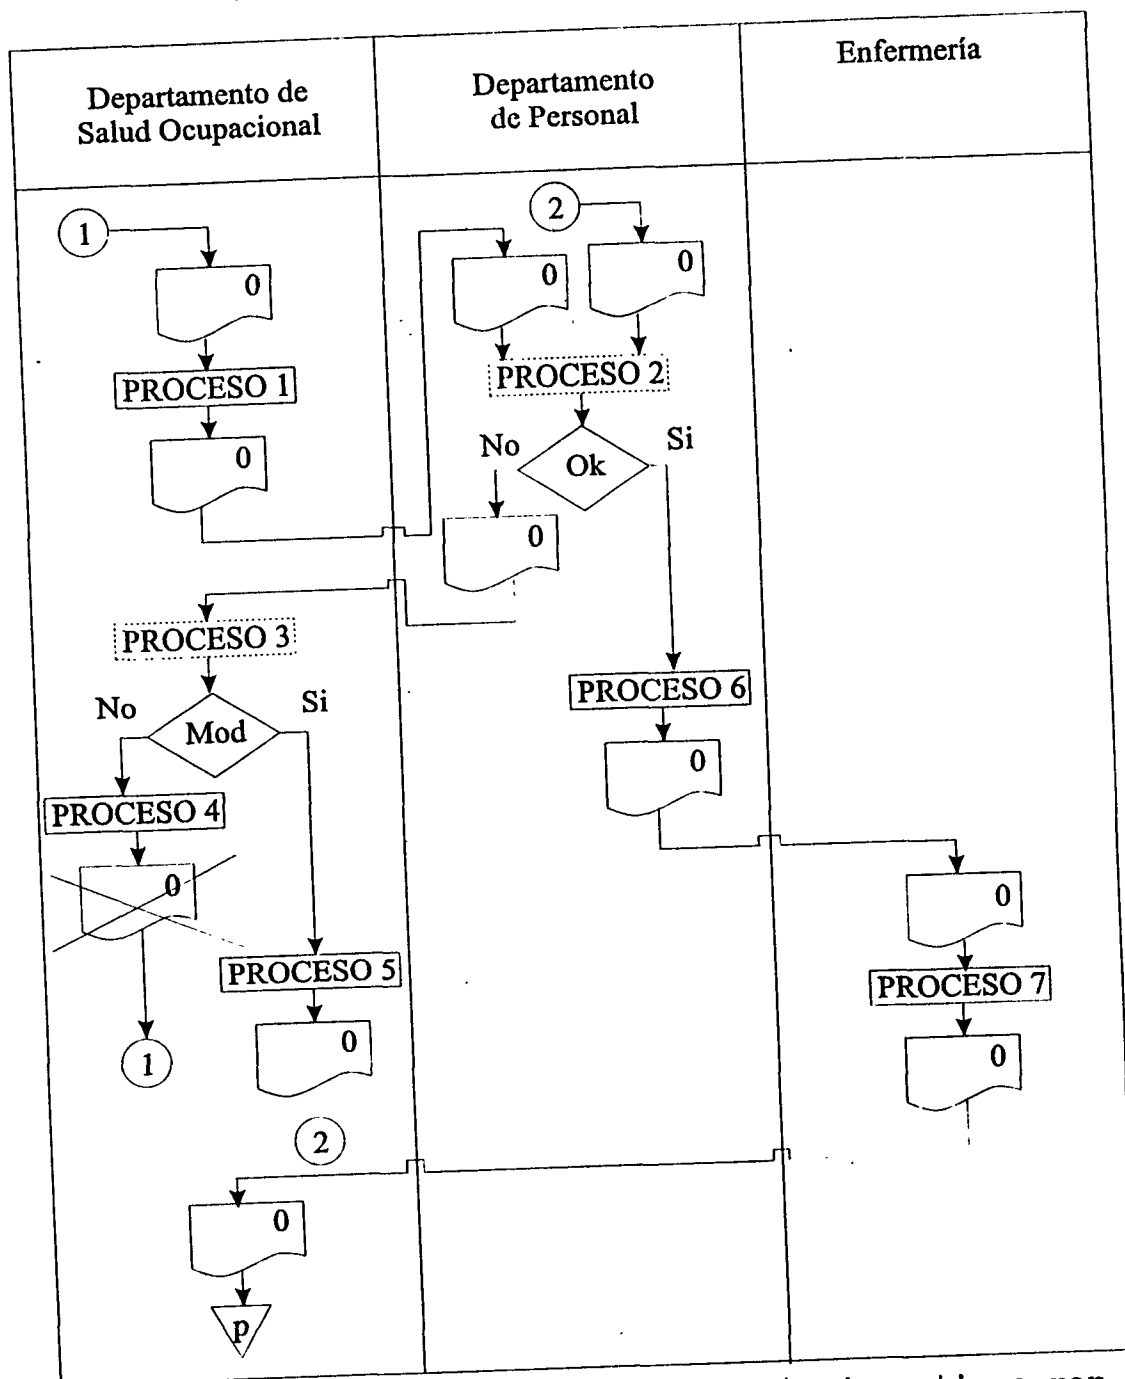 Departamento de
Salud Ocupacional
Departamento
de Personal
Enfermería
1
0
PROCESO 1
0
2
0
0
PROCESO 2
No
Ok
Si
0
PROCESO 3
No
Mod
Si
PROCESO 4
0
1
PROCESO 5
0
2
PROCESO 6
0
0
PROCESO 7
0
0
p